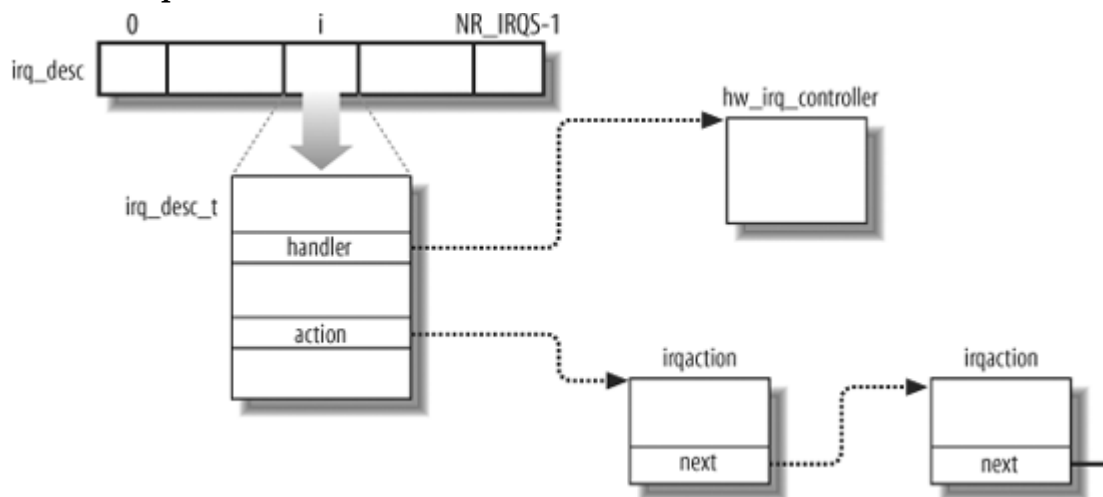 0 i NR_IRQS-1
irq_desc
hw_irq_controller
irq_desc_t
handler
action
irqaction irqaction
next next